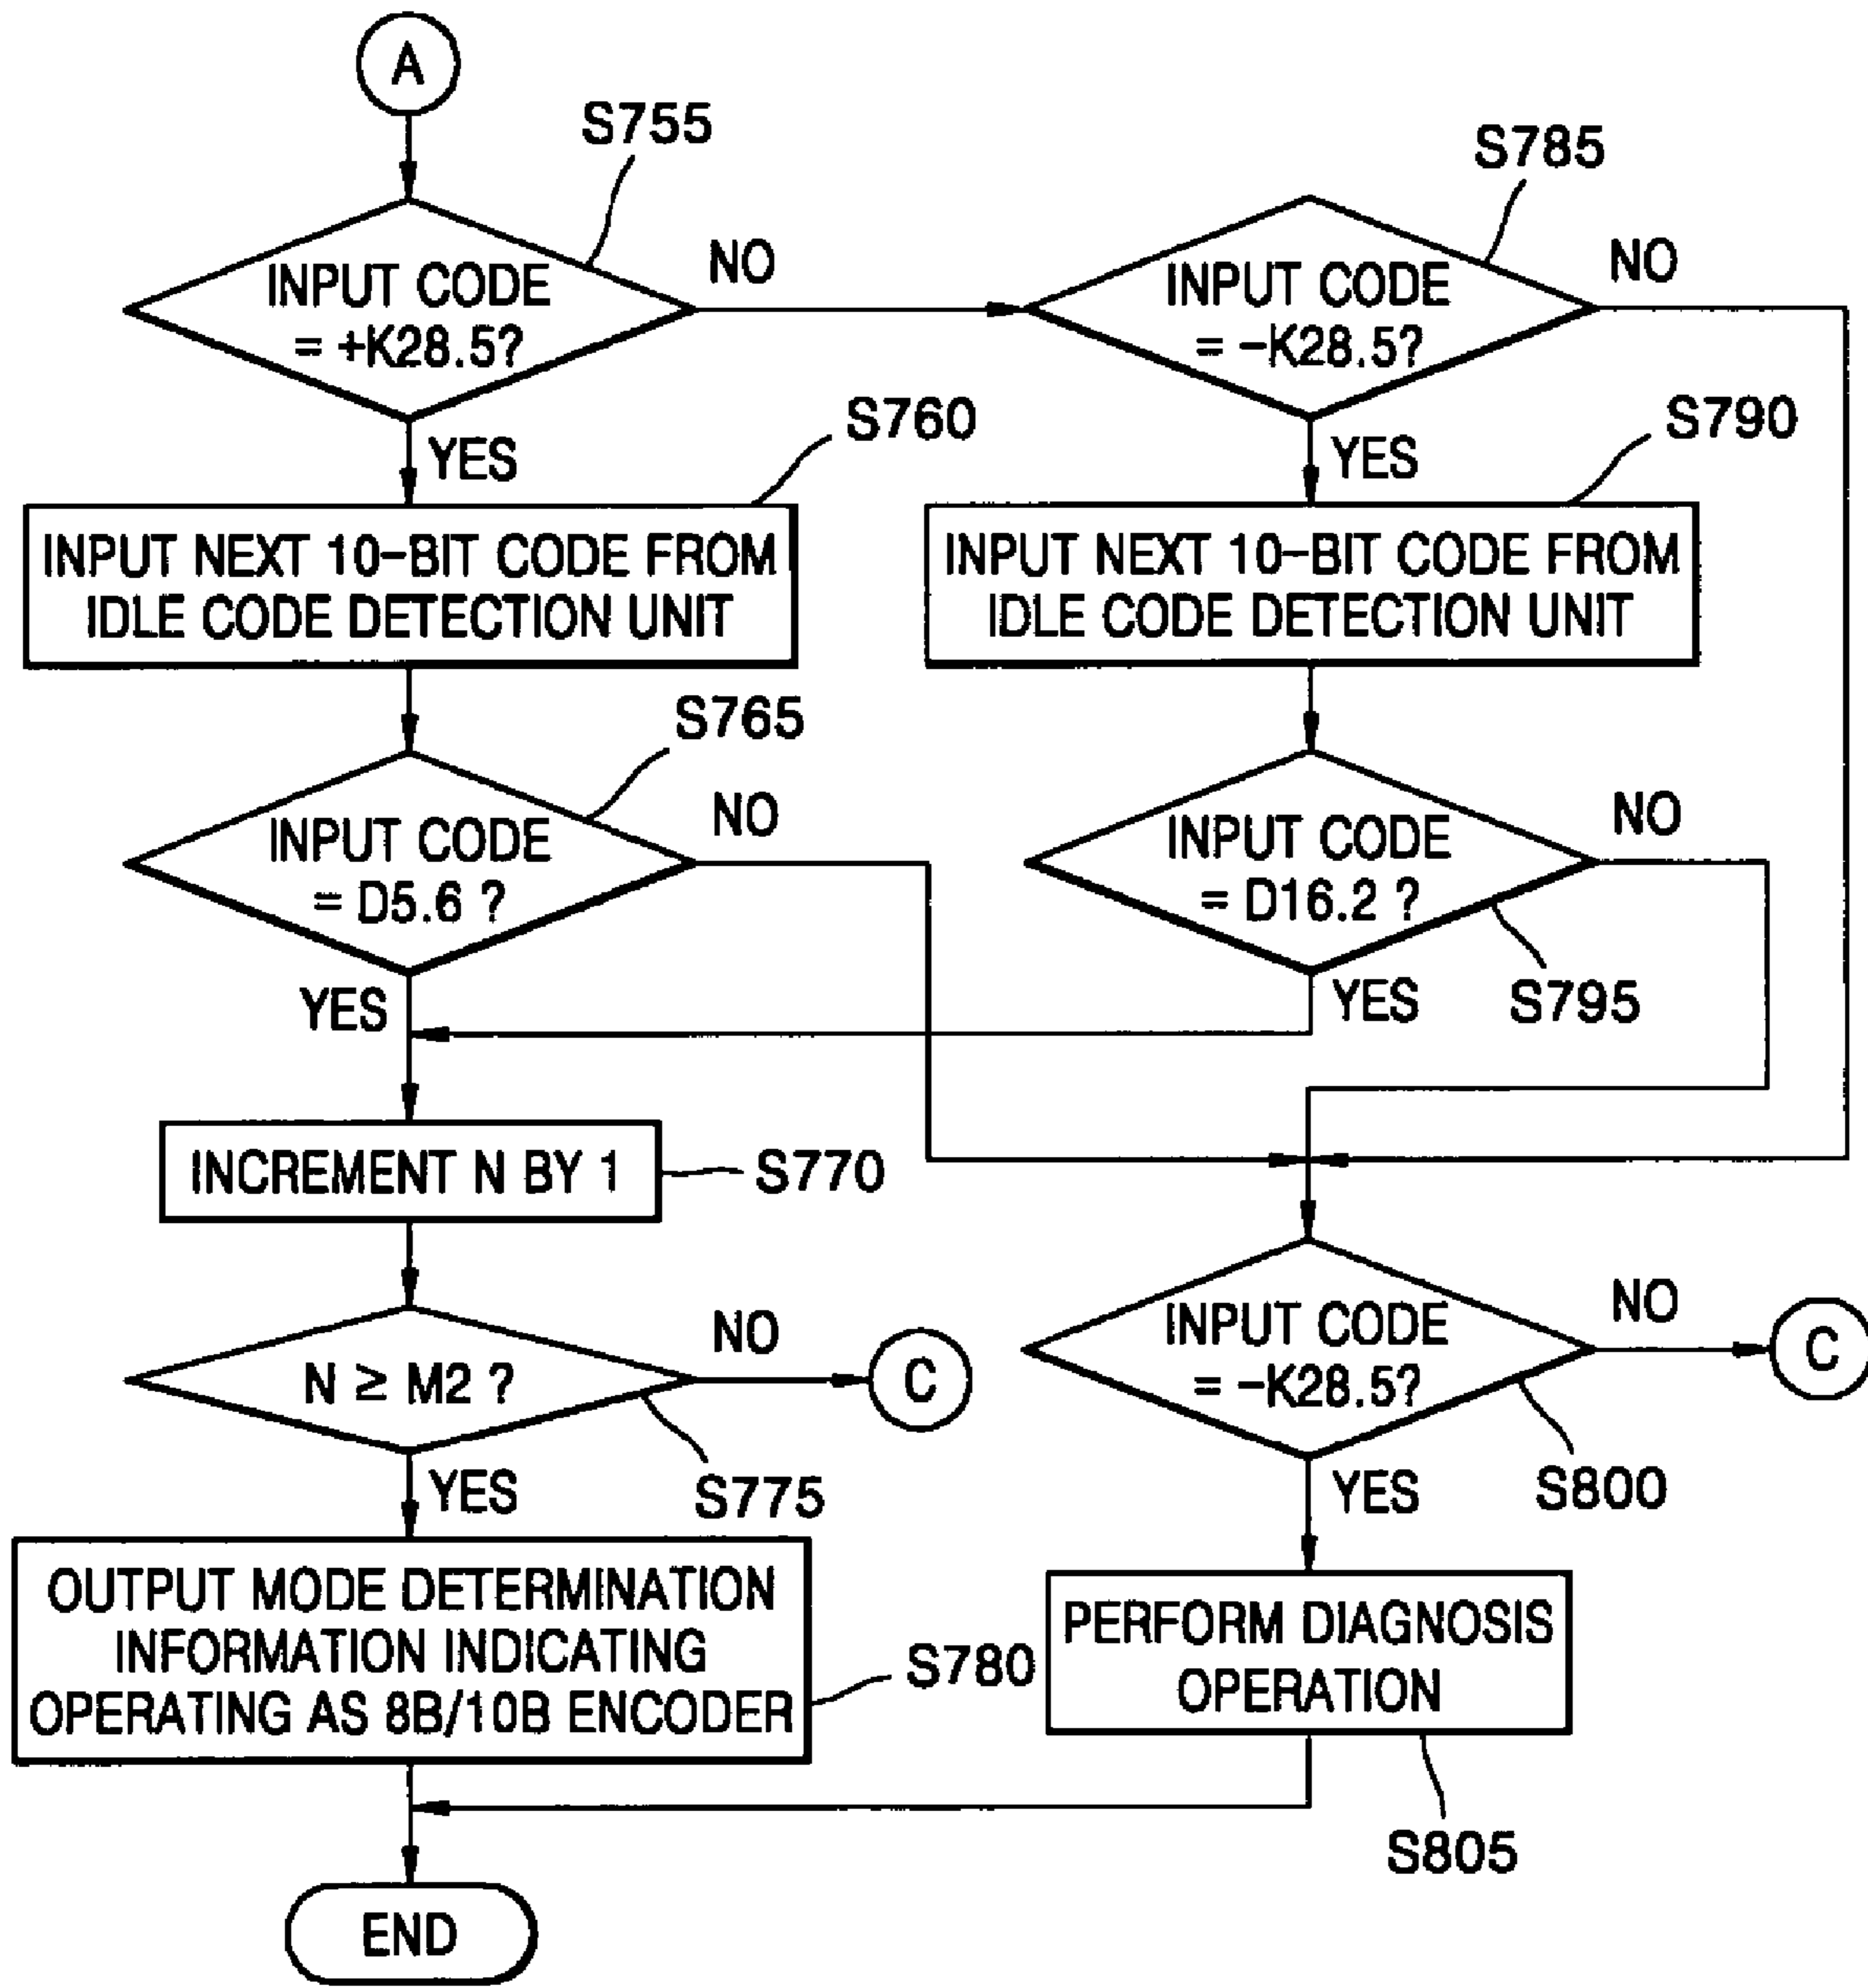 A
S755
INPUT CODE
= +K28.5?
NO
YES
S785
INPUT CODE
= -K28.5?
NO
YES
S760
INPUT NEXT 10-BIT CODE FROM
IDLE CODE DETECTION UNIT
S790
INPUT NEXT 10-BIT CODE FROM
IDLE CODE DETECTION UNIT
S765
INPUT CODE
= D5.6 ?
NO
YES
INPUT CODE
= D16.2 ?
NO
YES
S795
INCREMENT N BY 1
S770
N ≥ M2 ?
NO
C
YES
S775
INPUT CODE
= -K28.5?
NO
C
YES
S800
OUTPUT MODE DETERMINATION
INFORMATION INDICATING
OPERATING AS 8B/10B ENCODER
S780
PERFORM DIAGNOSIS
OPERATION
S805
END